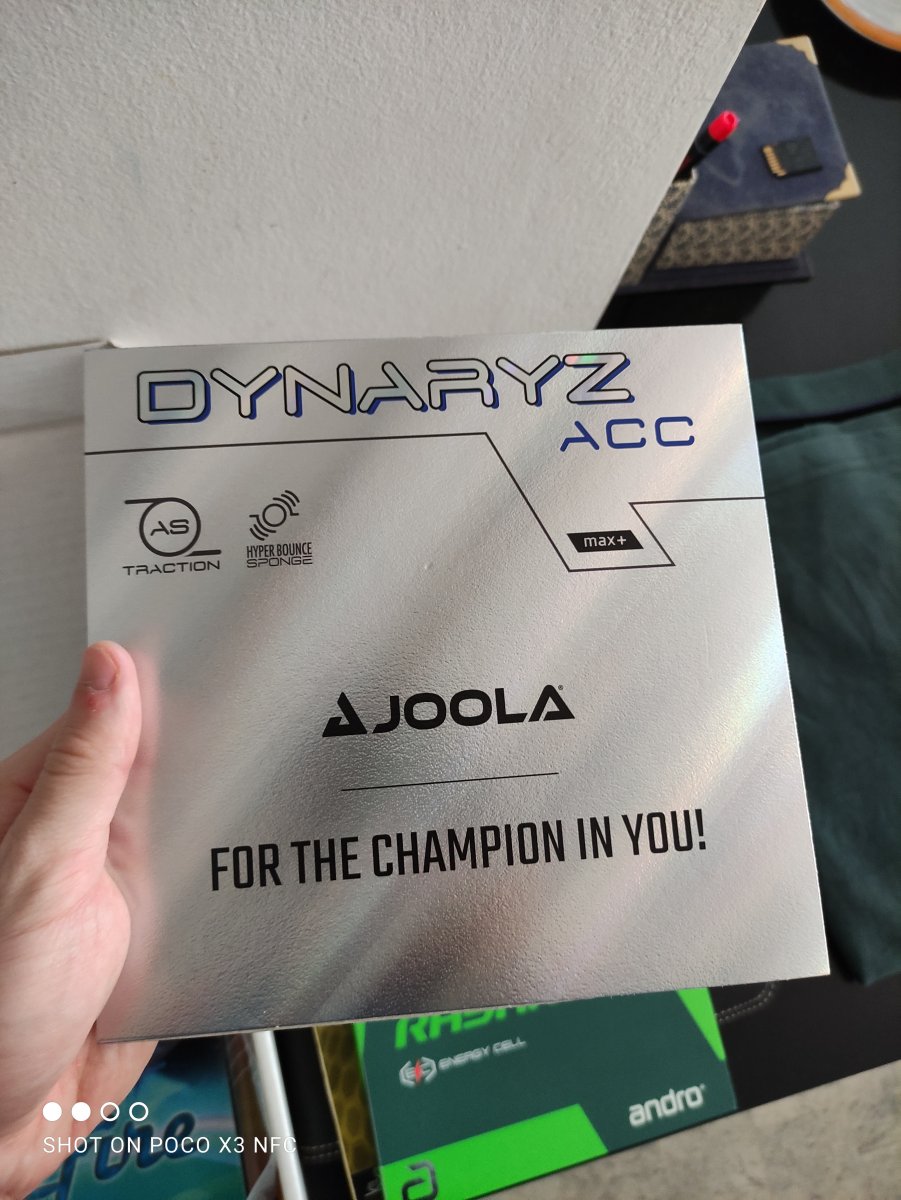 DYNARYZ
ACC
AS
TRACTION
HYPER BOUNCE
SPONGE
max+
JOOLA
FOR THE CHAMPION IN YOU!
ENERGY CELL
andro
SHOT ON POCO X3 NFC